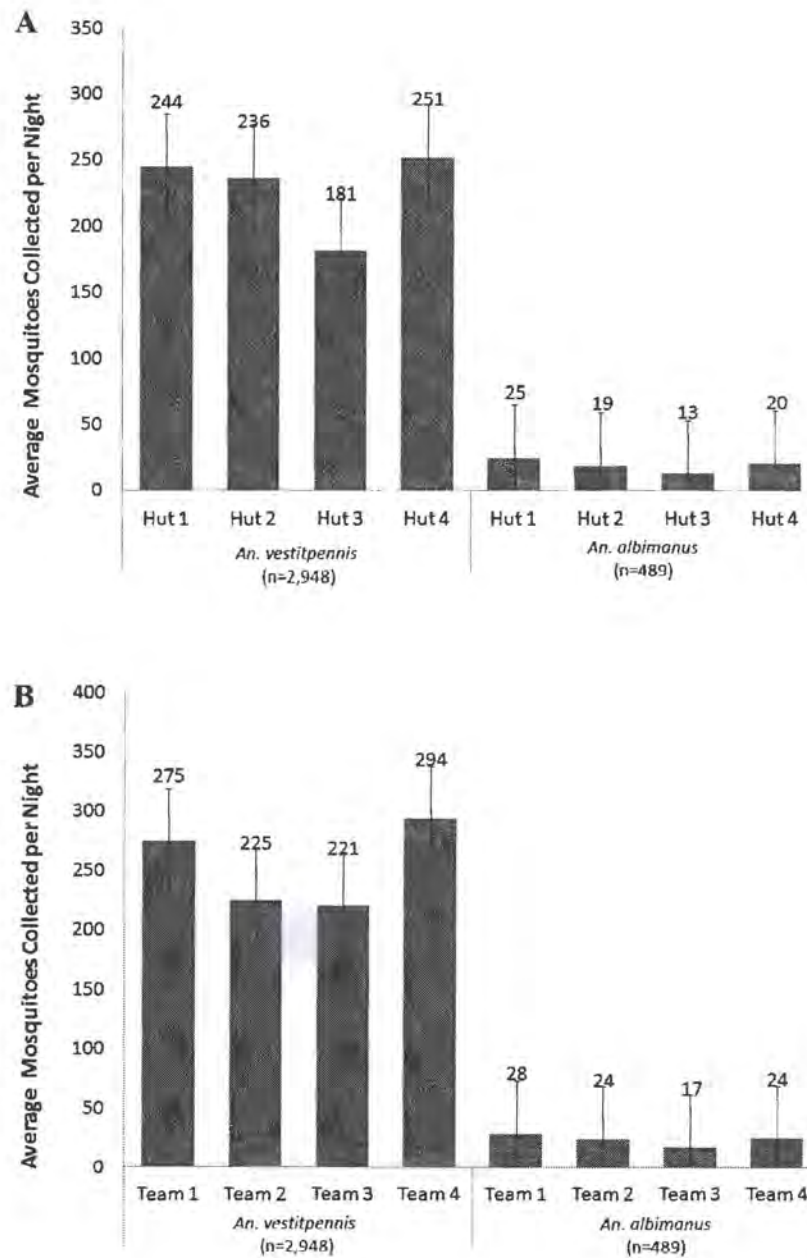 A
Average Mosquitoes Collected per Night
350
300
250
200
150
100
50
0
244
236
181
251
25
19
13
20
Hut 1
Hut 2
Hut 3
Hut 4
Hut 1
Hut 2
Hut 3
Hut 4
An. vestitpennis
(n=2,948)
An. albimanus
(n=489)
B
Average Mosquitoes Collected per Night
400
350
300
250
200
150
100
50
0
275
225
221
294
28
24
17
24
Team 1
Team 2
Team 3
Team 4
Team 1
Team 2
Team 3
Team 4
An. vestitpennis
(n=2,948)
An. albimanus
(n=489)